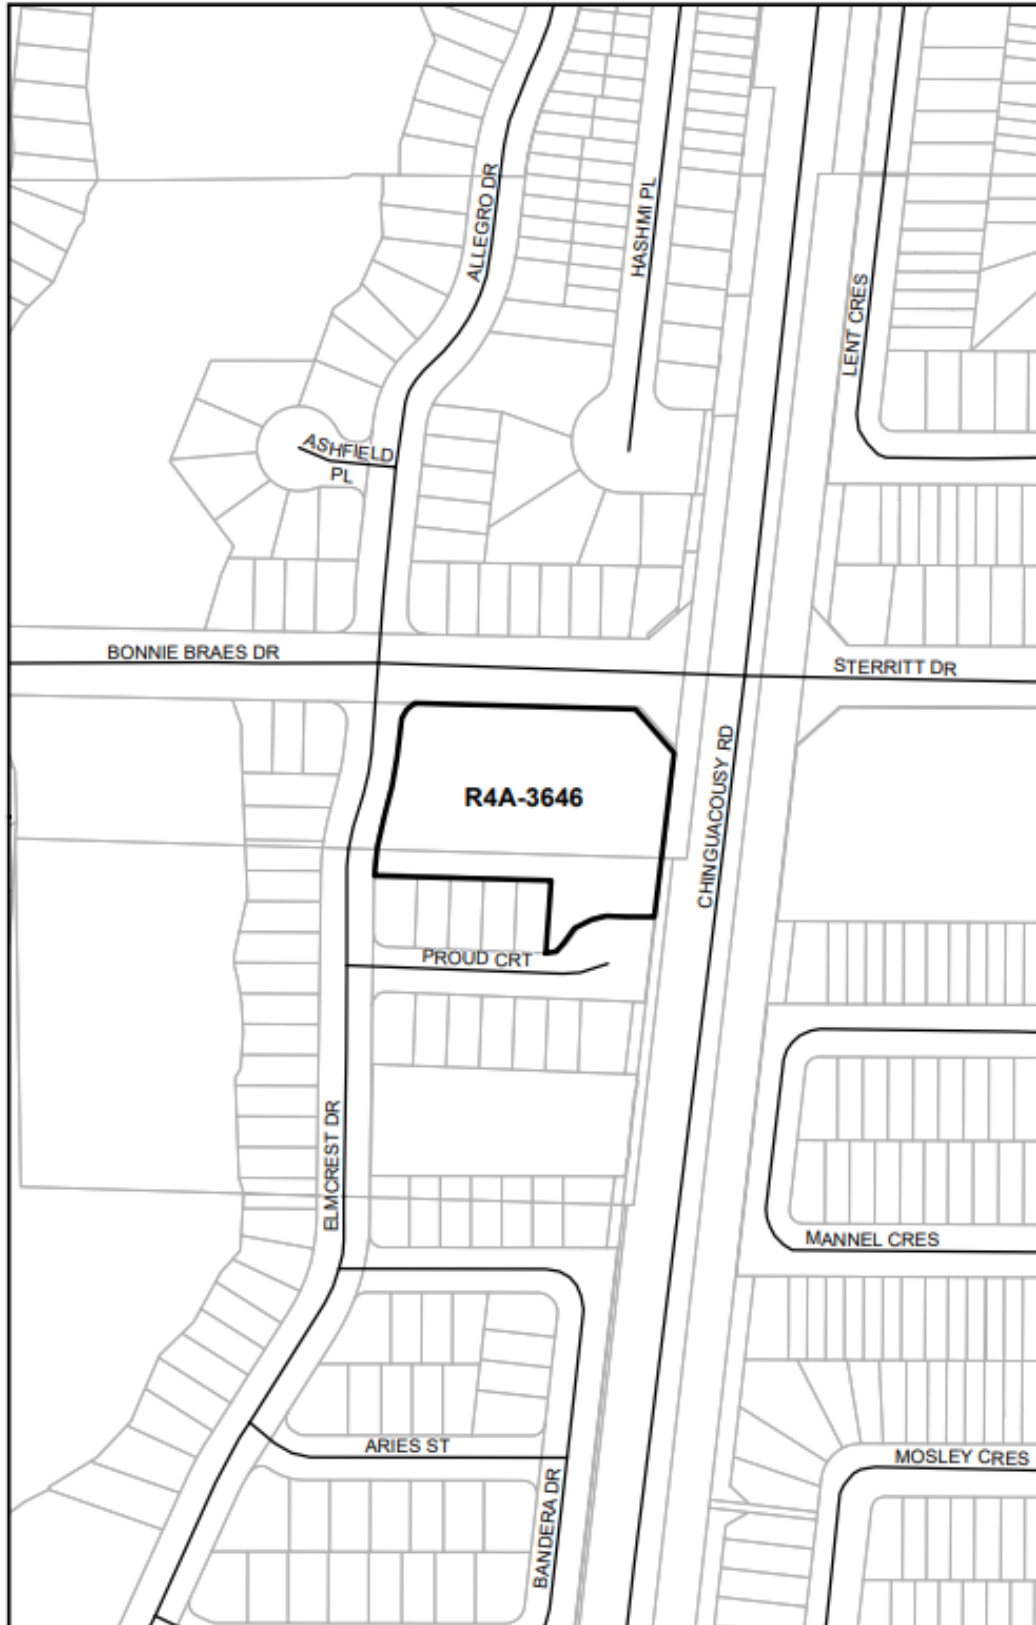 ALLEGRO DR
HASHMI PL
LENT CRES
ASHFIELD
PL
BONNIE BRAES DR
STERRITT DR
R4A-3646
CHINGUACOUSY RD
PROUD CRT
ELMCREST DR
MANNEL CRES
ARIES ST
MOSLEY CRES
BANDERA DR